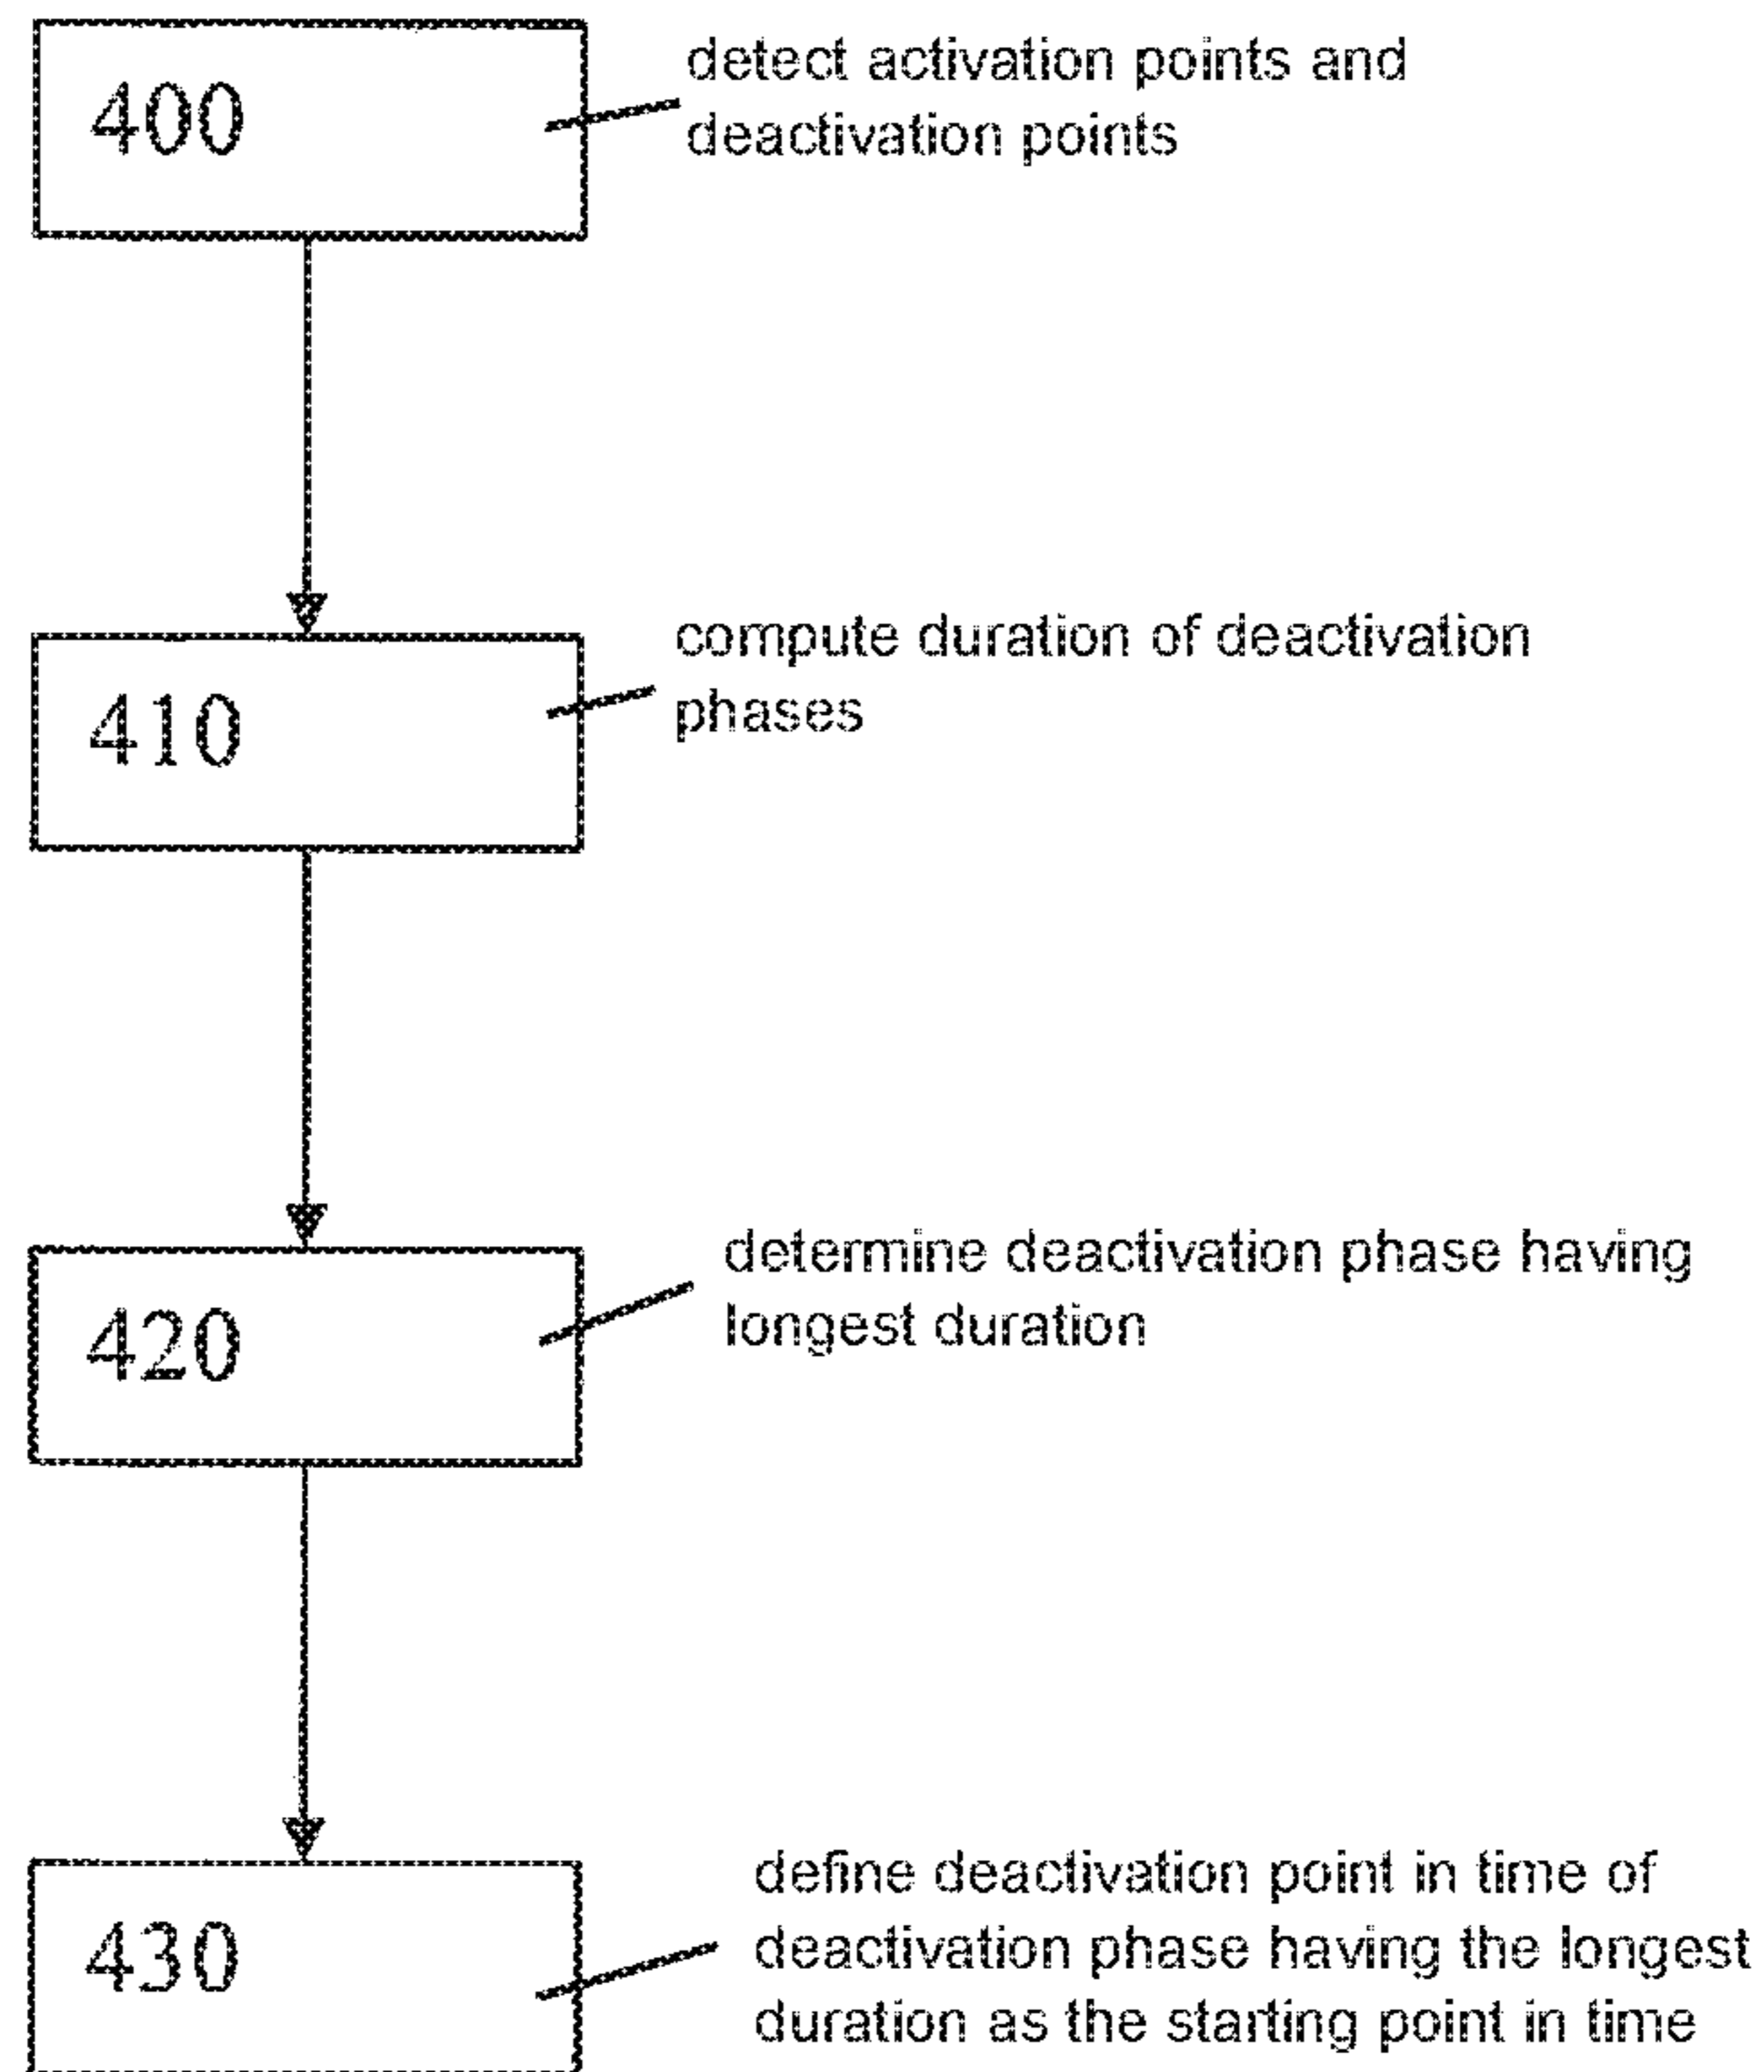 400
detect activation points and
deactivation points
410
compute duration of deactivation
phases
420
determine deactivation phase having
longest duration
430
define deactivation point in time of
deactivation phase having the longest
duration as the starting point in time